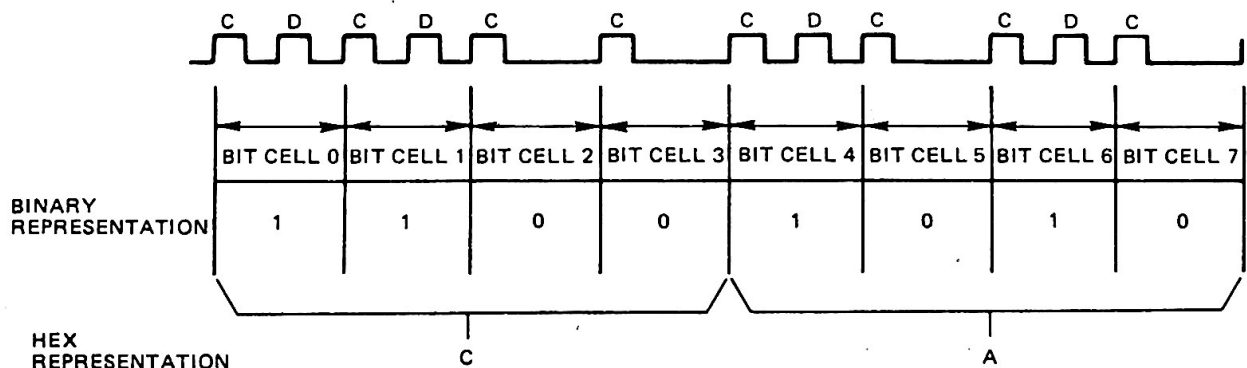 C D C D C C C D C C D C
BIT CELL 0 BIT CELL 1 BIT CELL 2 BIT CELL 3 BIT CELL 4 BIT CELL 5 BIT CELL 6 BIT CELL 7
BINARY
REPRESENTATION 1 1 0 0 1 0 1 0
HEX
REPRESENTATION C A